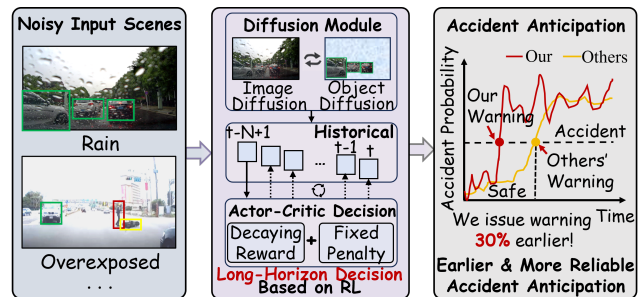 Noisy Input Scenes
Rain
Overexposed
. . .
Diffusion Module
Image
Diffusion
Object
Diffusion
Historical
t-N+1
...
t-1
t
Actor-Critic Decision
Decaying
Reward
+
Fixed
Penalty
Long-Horizon Decision
Based on RL
Accident Anticipation
Our
Others
Accident Probability
Our
Warning
Accident
Others'
Warning
Safe
Time
We issue warning
30% earlier!
Earlier & More Reliable
Accident Anticipation